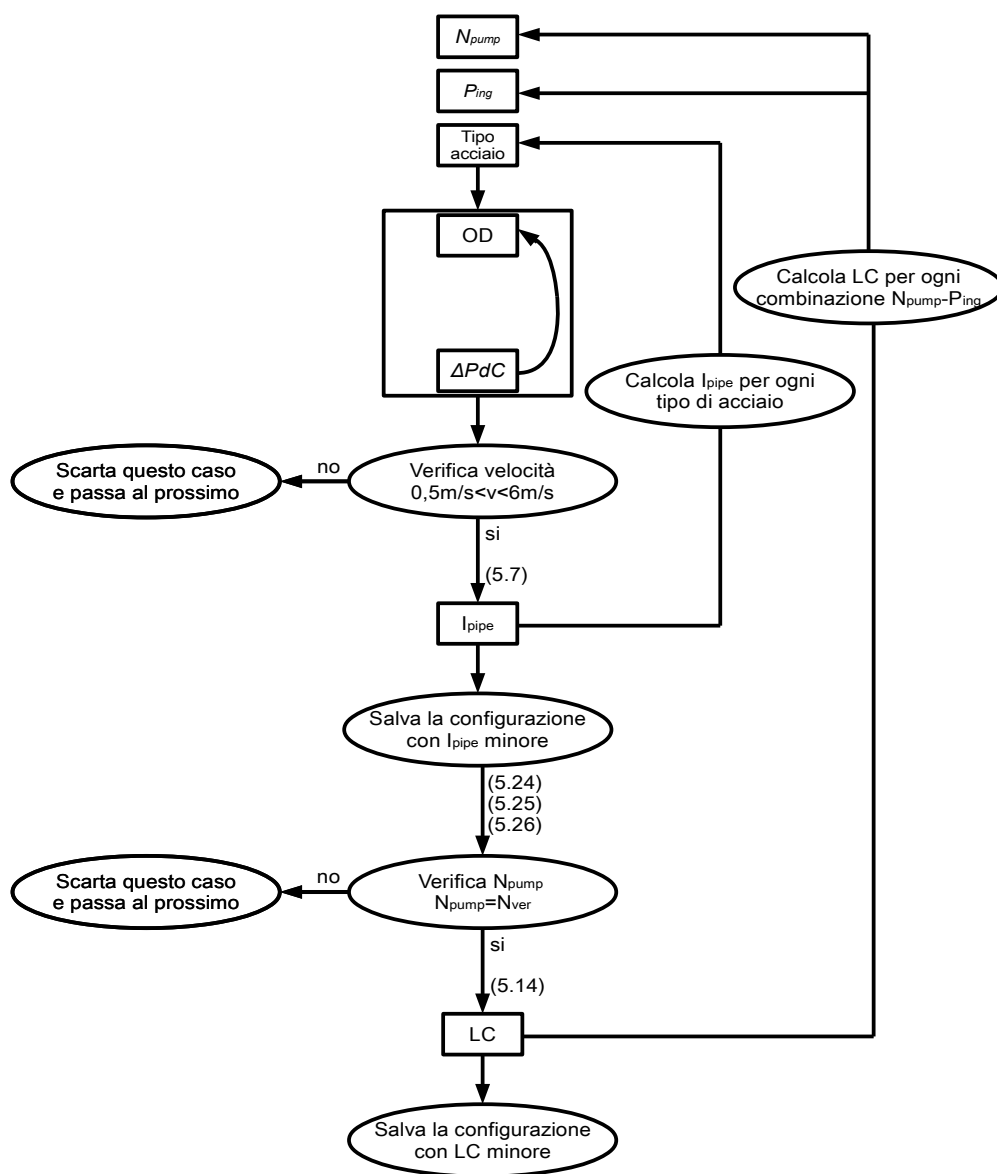 Npump
Ping
Tipo
acciaio
OD
Calcola LC per ogni
combinazione Npump-Ping
ΔPdC
Calcola Ipipe per ogni
tipo di acciaio
Scarta questo caso
e passa al prossimo
no
Verifica velocità
0,5m/s<v<6m/s
si
(5.7)
Ipipe
Salva la configurazione
con Ipipe minore
(5.24)
(5.25)
(5.26)
Scarta questo caso
e passa al prossimo
no
Verifica Npump
Npump=Nver
si
(5.14)
LC
Salva la configurazione
con LC minore